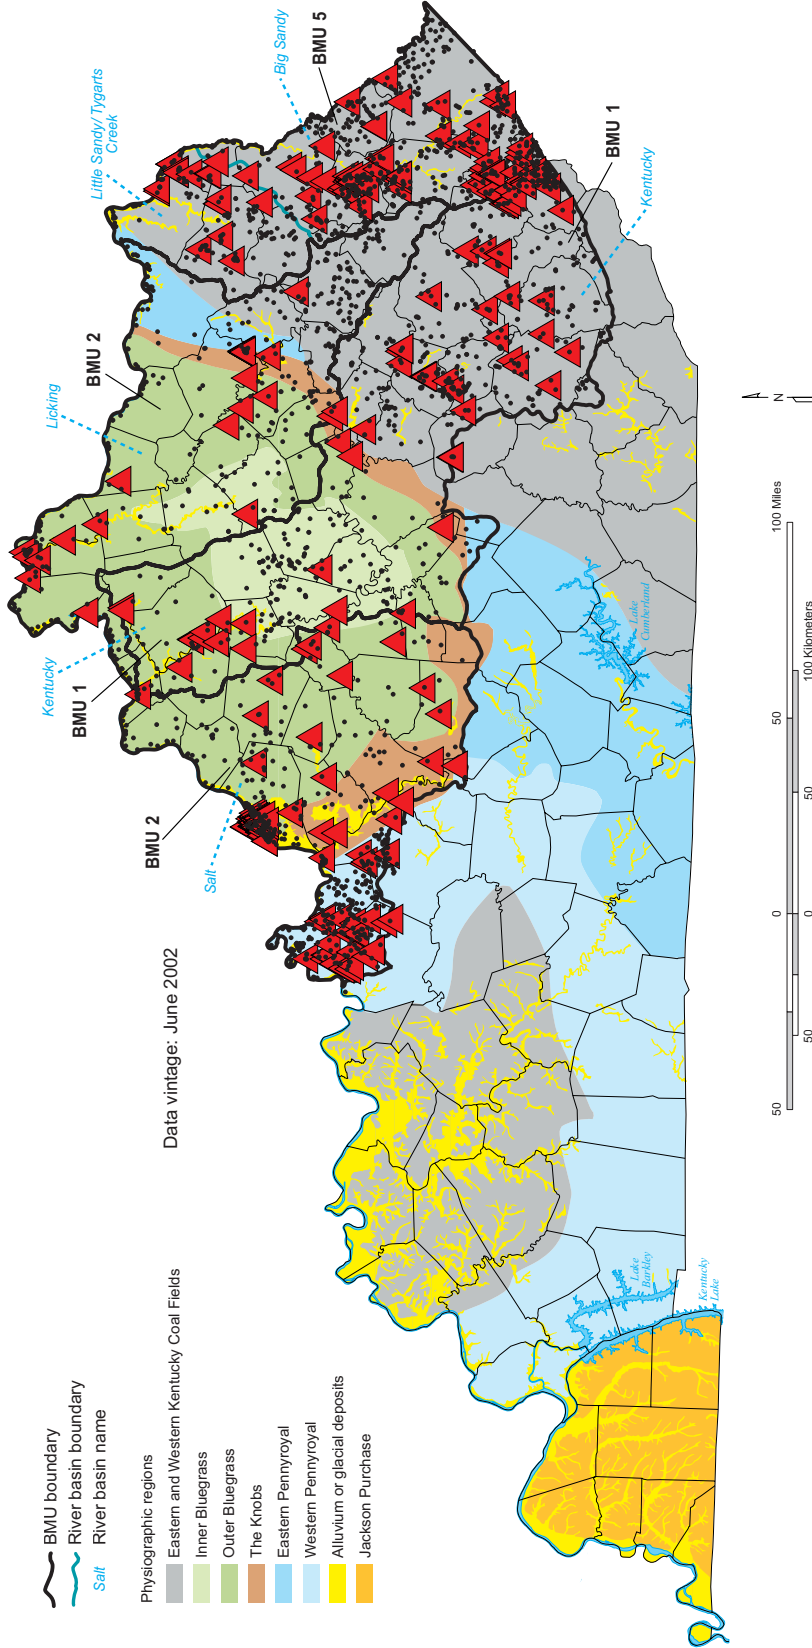 BMU boundary
River basin boundary
Salt River basin name
Physiographic regions
Eastern and Western Kentucky Coal Fields
Inner Bluegrass
Outer Bluegrass
The Knobs
Eastern Pennyroyal
Western Pennyroyal
Alluvium or glacial deposits
Jackson Purchase
Data vintage: June 2002
Salt
BMU 2
BMU 1
Kentucky
Licking
BMU 2
Little Sandy/Tygarts
Creek
Big Sandy
BMU 5
BMU 1
Kentucky
Lake
Cumberland
Lake
Barkley
Kentucky
Lake
50
0
50
100 Miles
50
0
50
100 Kilometers
N